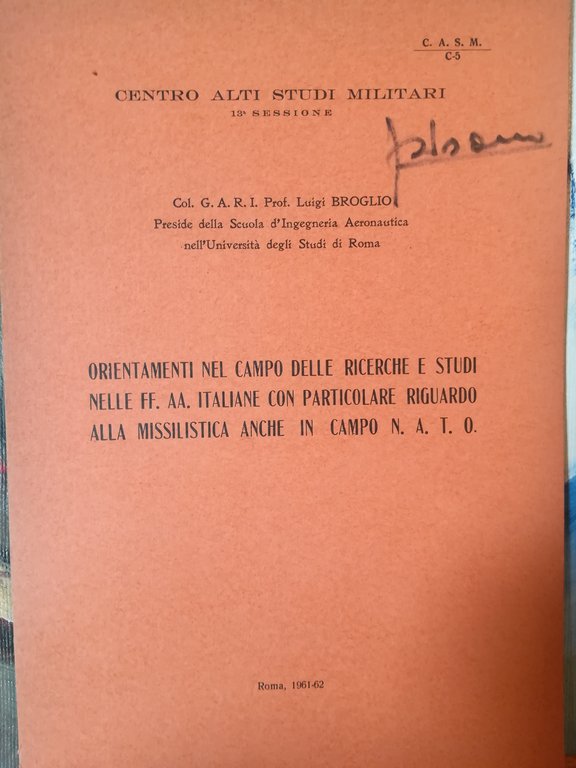 C. A. S. M.
C-5
CENTRO ALTI STUDI MILITARI
13ª SESSIONE
Col. G. A. R. I. Prof. Luigi BROGLIO
Preside della Scuola d'Ingegneria Aeronautica
nell'Università degli Studi di Roma
ORIENTAMENTI NEL CAMPO DELLE RICERCHE E STUDI
NELLE FF. AA. ITALIANE CON PARTICOLARE RIGUARDO
ALLA MISSILISTICA ANCHE IN CAMPO N. A. T. O.
Roma, 1961-62